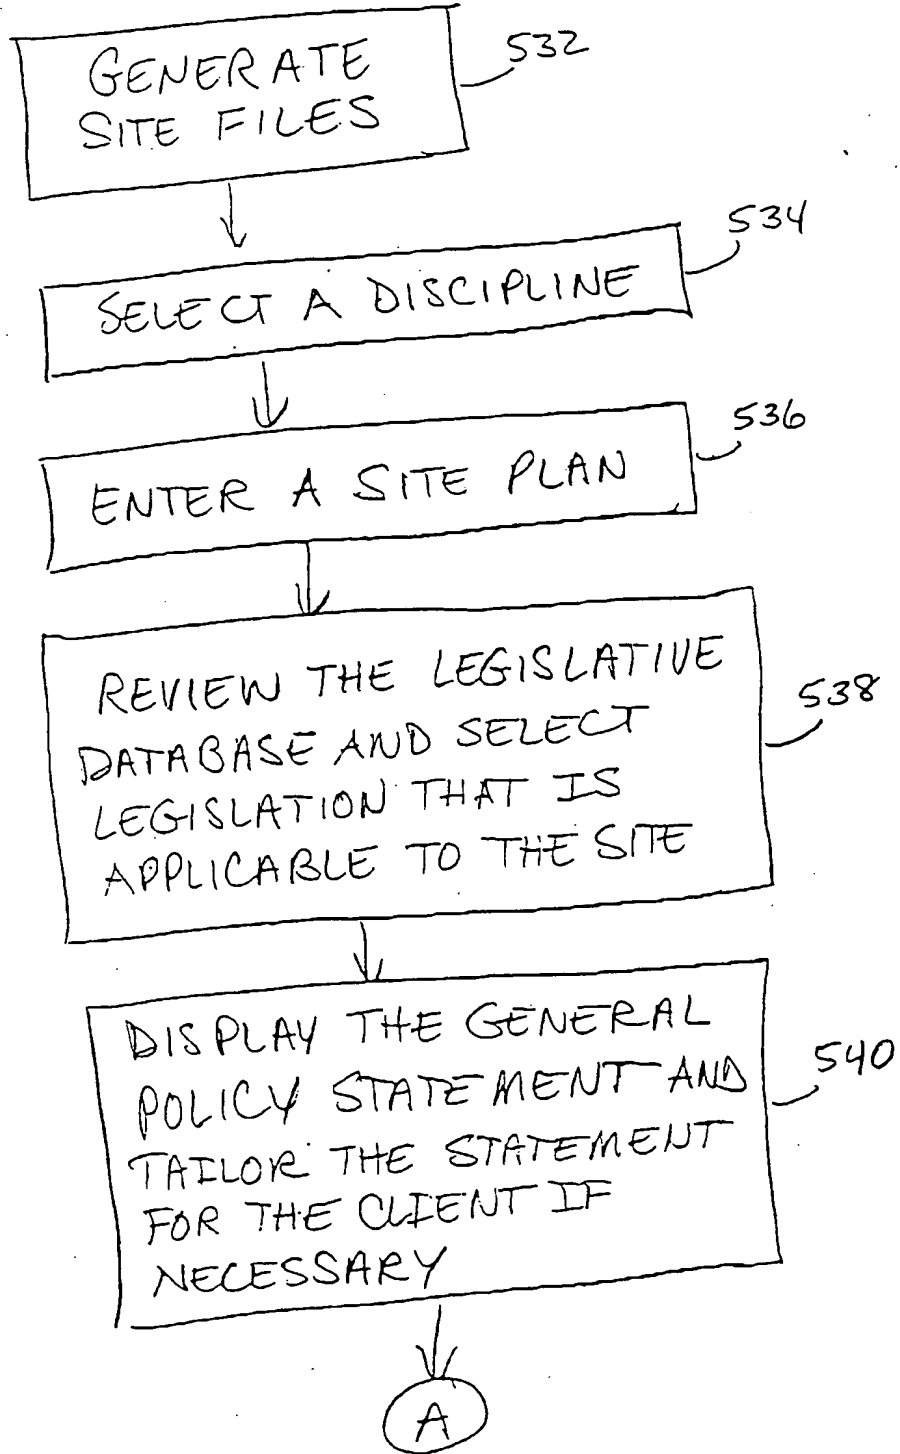 GENERATE
SITE FILES
532
SELECT A DISCIPLINE
534
ENTER A SITE PLAN
536
REVIEW THE LEGISLATIVE
DATABASE AND SELECT
LEGISLATION THAT IS
APPLICABLE TO THE SITE
538
DISPLAY THE GENERAL
POLICY STATEMENT AND
TAILOR THE STATEMENT
FOR THE CLIENT IF
NECESSARY
540
A